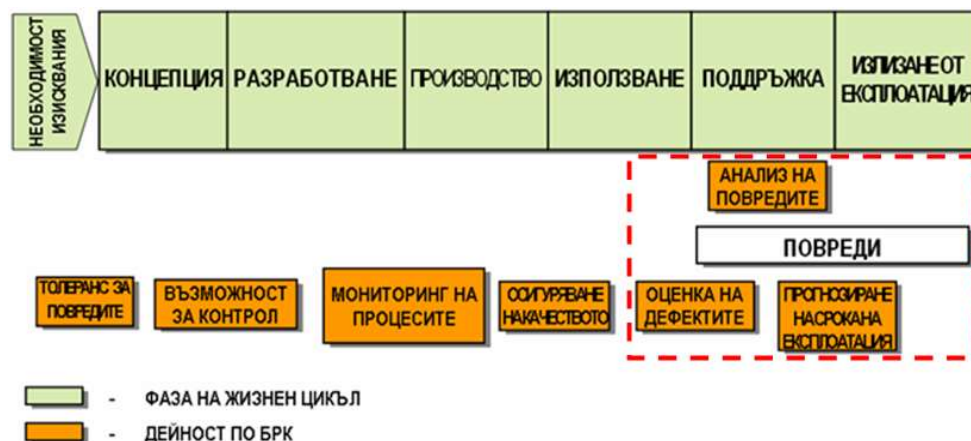 НЕОБХОДИМОСТ
ИЗИСКВАНИЯ
КОНЦЕПЦИЯ
РАЗРАБОТВАНЕ
ПРОИЗВОДСТВО
ИЗПОЛЗВАНЕ
ПОДДРЪЖКА
ИЗЛИЗАНЕ ОТ
ЕКСПЛОАТАЦИЯ
АНАЛИЗ НА
ПОВРЕДИТЕ
ПОВРЕДИ
ТОЛЕРАНС ЗА
ПОВРЕДИТЕ
ВЪЗМОЖНОСТ
ЗА КОНТРОЛ
МОНИТОРИНГ НА
ПРОЦЕСИТЕ
ОСИГУРЯВАНЕ
НА КАЧЕСТВОТО
ОЦЕНКА НА
ДЕФЕКТИТЕ
ПРОГНОЗИРАНЕ
НА СРОКА НА
ЕКСПЛОАТАЦИЯ
- ФАЗА НА ЖИЗНЕН ЦИКЪЛ
- ДЕЙНОСТ ПО БРК